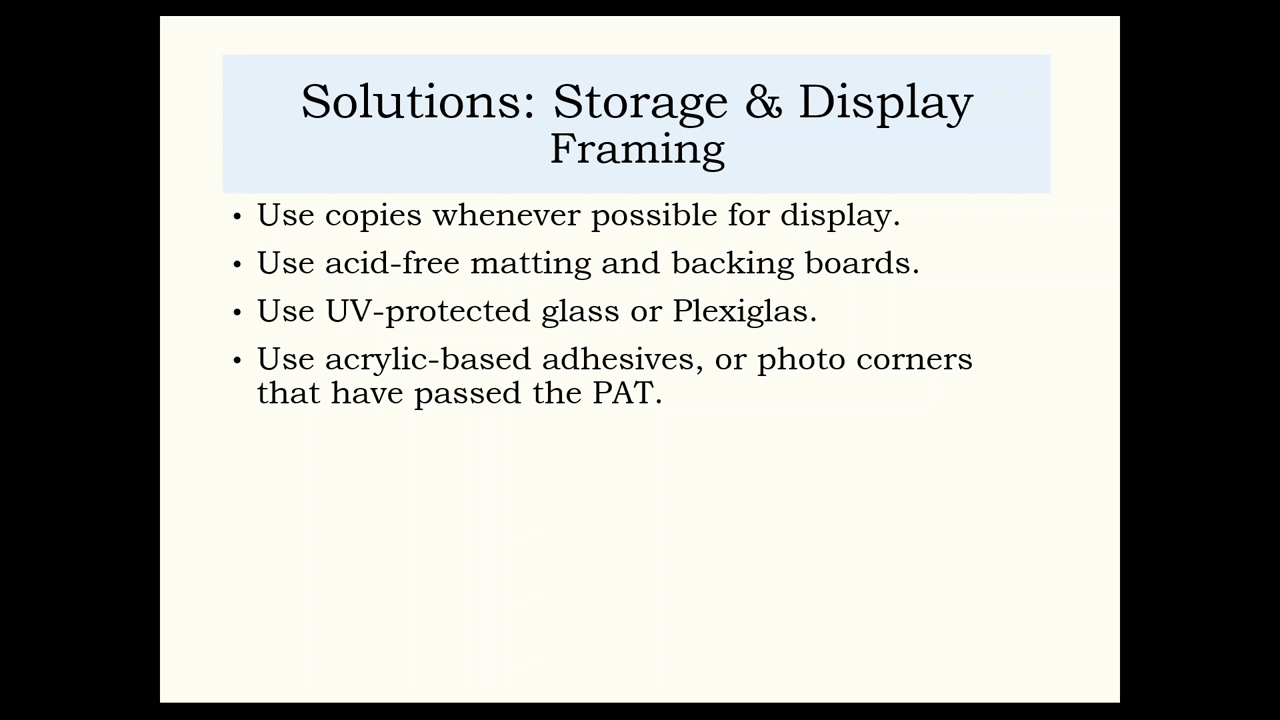 Solutions: Storage & Display
Framing
• Use copies whenever possible for display.
• Use acid-free matting and backing boards.
• Use UV-protected glass or Plexiglas.
• Use acrylic-based adhesives, or photo corners
that have passed the PAT.